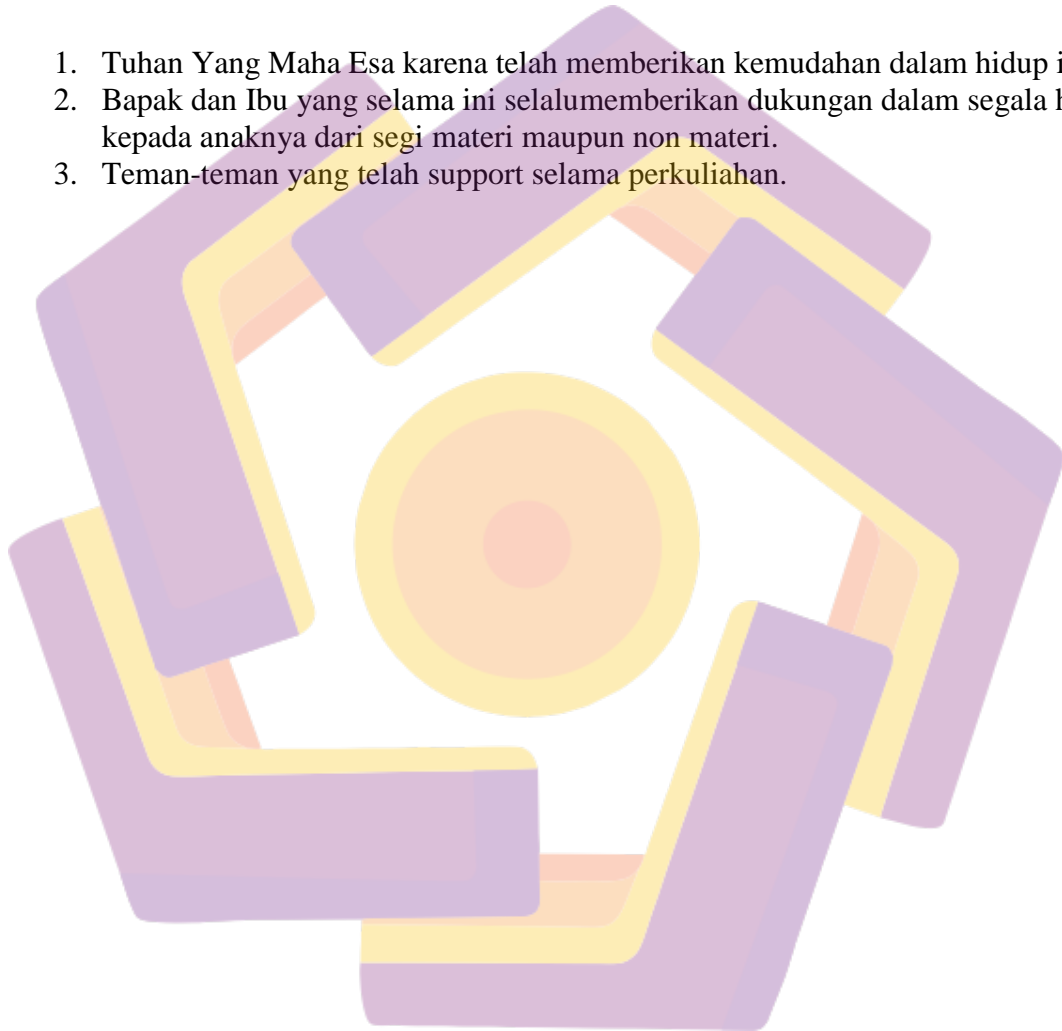 1. Tuhan Yang Maha Esa karena telah memberikan kemudahan dalam hidup
2. Bapak dan Ibu yang selama ini selalumemberikan dukungan dalam segala
kepada anaknya dari segi materi maupun non materi.
3. Teman-teman yang telah support selama perkuliahan.